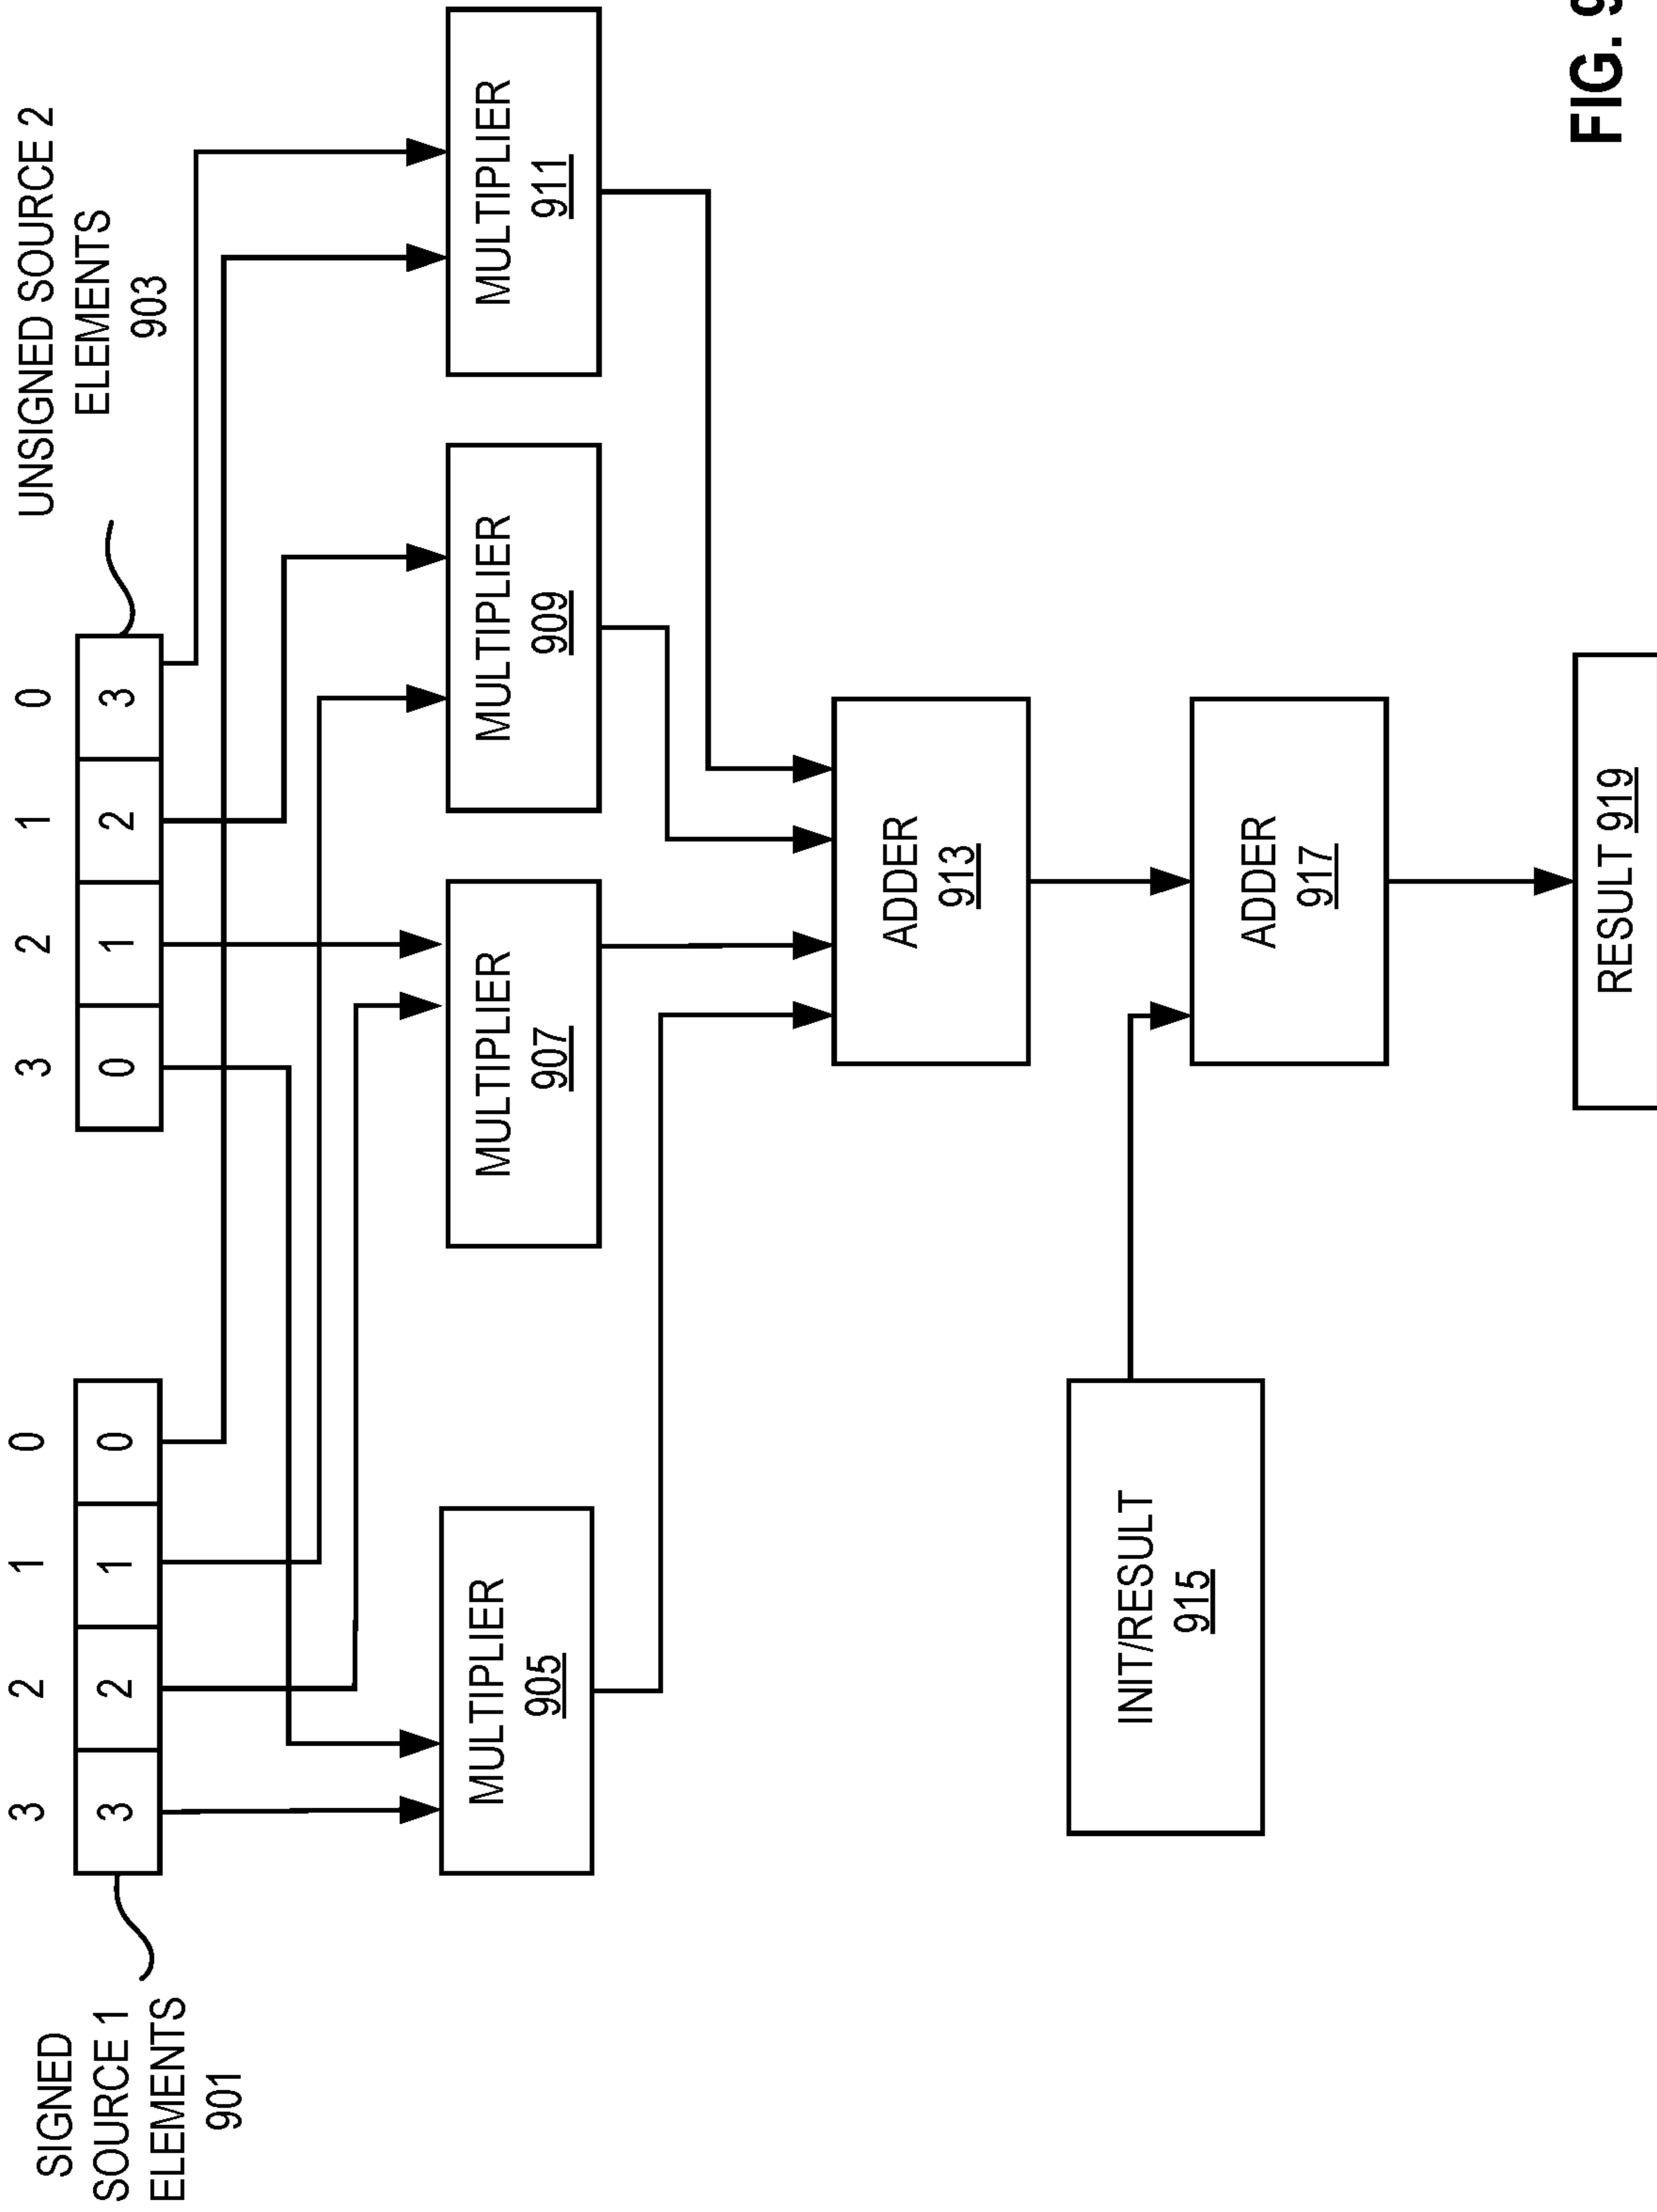 SIGNED
SOURCE 1
ELEMENTS
901
3 2 1 0
3 2 1 0
3 2 1 0
0 1 2 3
UNSIGNED SOURCE 2
ELEMENTS
903
MULTIPLIER
905
MULTIPLIER
907
MULTIPLIER
909
MULTIPLIER
911
ADDER
913
INIT/RESULT
915
ADDER
917
RESULT 919
FIG. 9